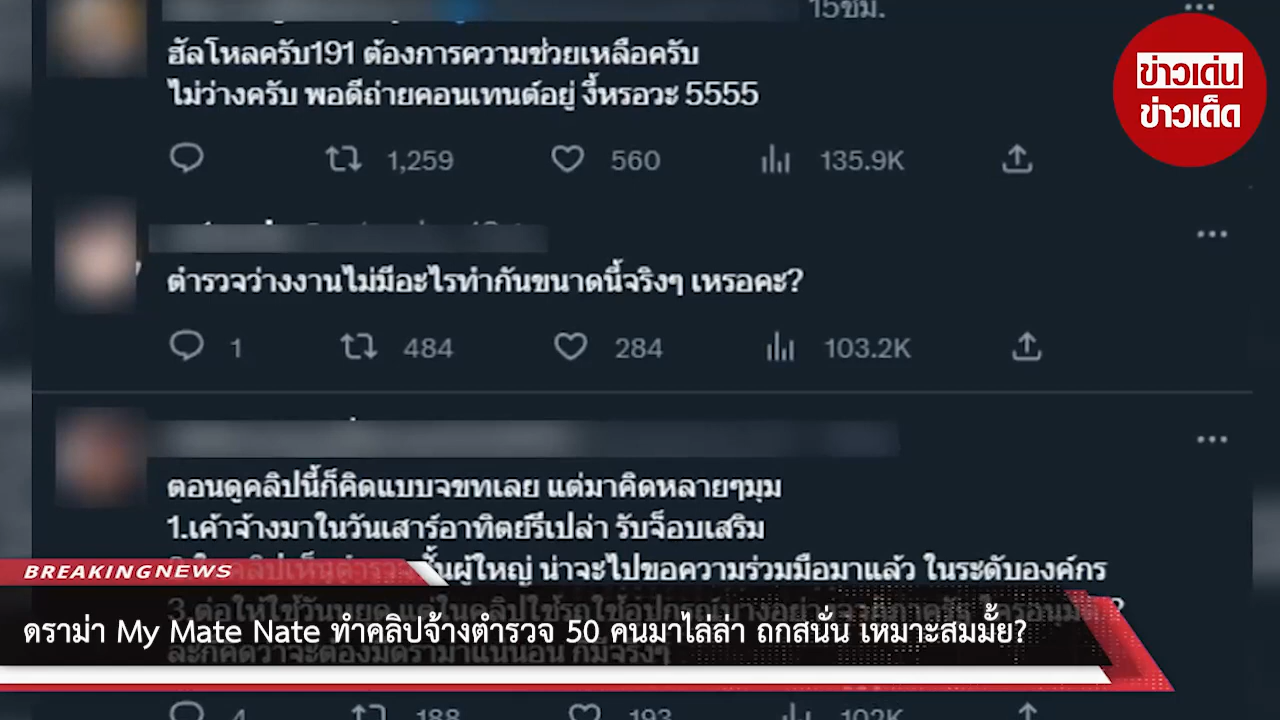 15ชม.
ฮัลโหลครับ191 ต้องการความช่วยเหลือครับ
ไม่ว่างครับ พอดีถ่ายคอนเทนต์อยู่ งี้หรอวะ 5555
1,259 560 135.9K
ข่าวเด่น
ข่าวเด็ด
ตำรวจว่างงานไม่มีอะไรทำกันขนาดนี้จริงๆ เหรอคะ?
1 484 284 103.2K
ตอนดูคลิปนี้ก็คิดแบบจขทเลย แต่มาคิดหลายๆมุม
1.เค้าจ้างมาในวันเสาร์อาทิตย์รึเปล่า รับจ็อบเสริม
ชั้นผู้ใหญ่ น่าจะไปขอความร่วมมือมาแล้ว ในระดับองค์กร
BREAKING NEWS
ดราม่า My Mate Nate ทำคลิปจ้างตำรวจ 50 คนมาไล่ล่า ถกสนั่น เหมาะสมมั้ย?
4 188 193 102K